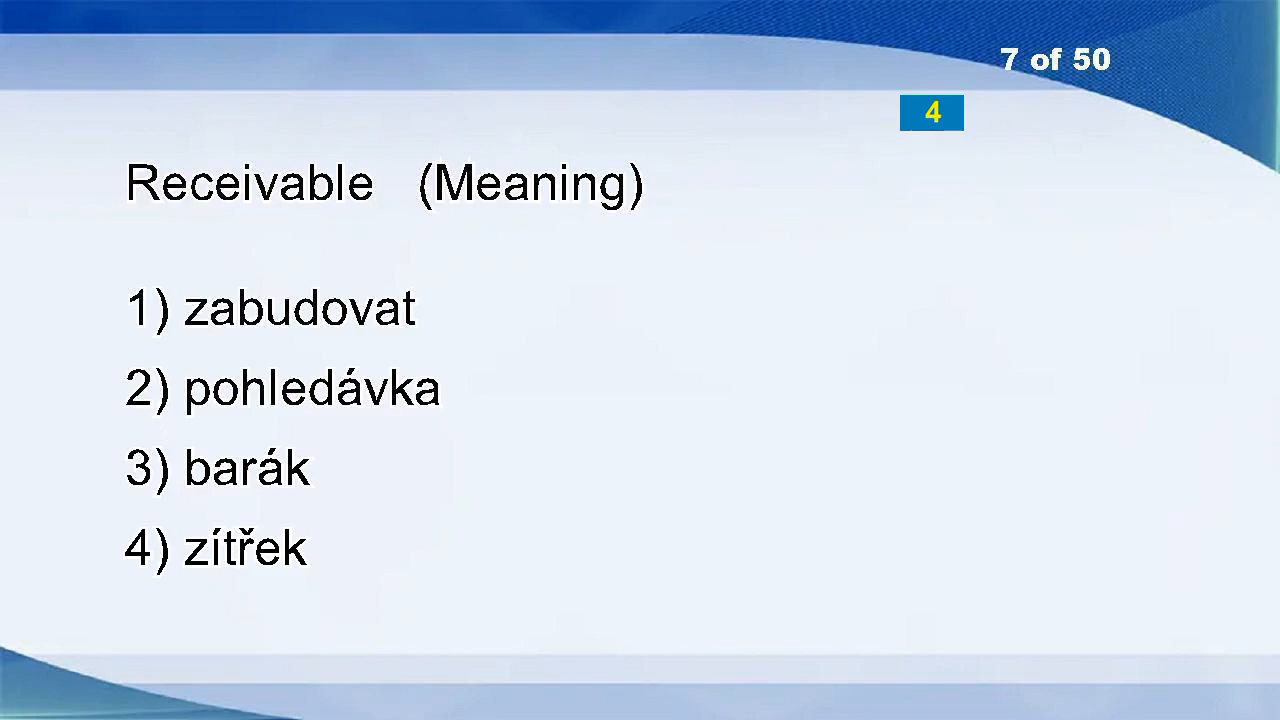 7 of 50
4
Receivable (Meaning)
1) zabudovat
2) pohledávka
3) barák
4) zítřek